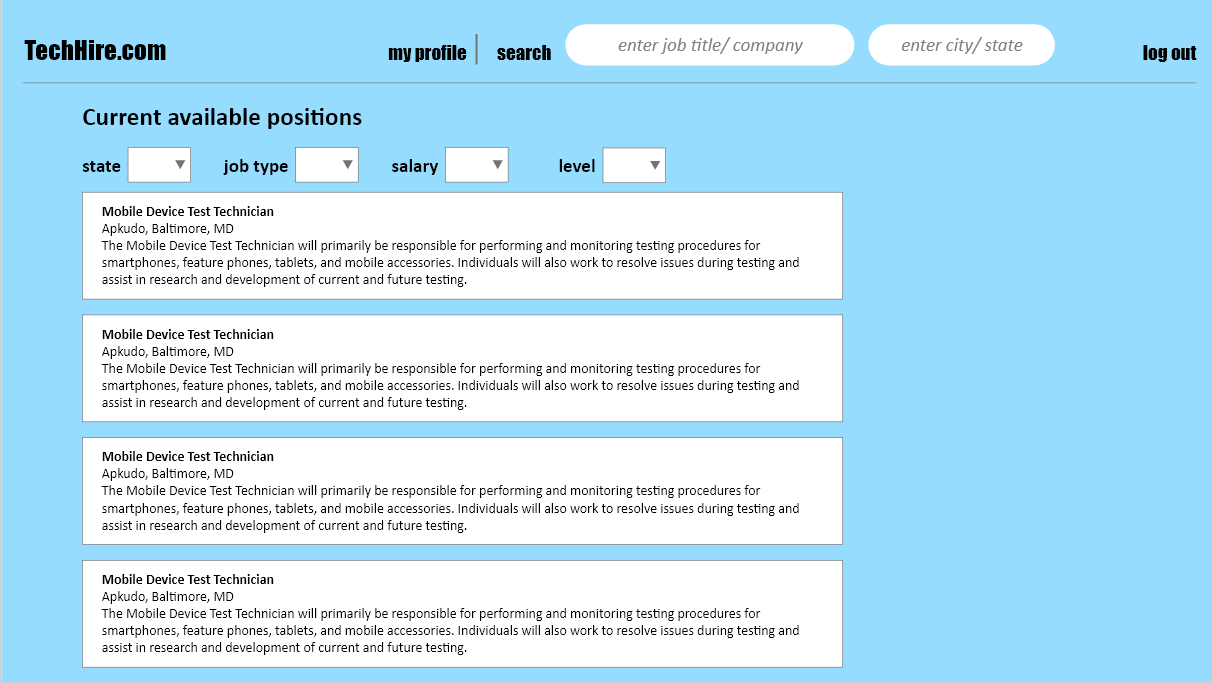 TechHire.com my profile search enter job title/ company enter city/ state log out
Current available positions
state job type salary level
Mobile Device Test Technician
Apkudo, Baltimore, MD
The Mobile Device Test Technician will primarily be responsible for performing and monitoring testing procedures for
smartphones, feature phones, tablets, and mobile accessories. Individuals will also work to resolve issues during testing and
assist in research and development of current and future testing.
Mobile Device Test Technician
Apkudo, Baltimore, MD
The Mobile Device Test Technician will primarily be responsible for performing and monitoring testing procedures for
smartphones, feature phones, tablets, and mobile accessories. Individuals will also work to resolve issues during testing and
assist in research and development of current and future testing.
Mobile Device Test Technician
Apkudo, Baltimore, MD
The Mobile Device Test Technician will primarily be responsible for performing and monitoring testing procedures for
smartphones, feature phones, tablets, and mobile accessories. Individuals will also work to resolve issues during testing and
assist in research and development of current and future testing.
Mobile Device Test Technician
Apkudo, Baltimore, MD
The Mobile Device Test Technician will primarily be responsible for performing and monitoring testing procedures for
smartphones, feature phones, tablets, and mobile accessories. Individuals will also work to resolve issues during testing and
assist in research and development of current and future testing.